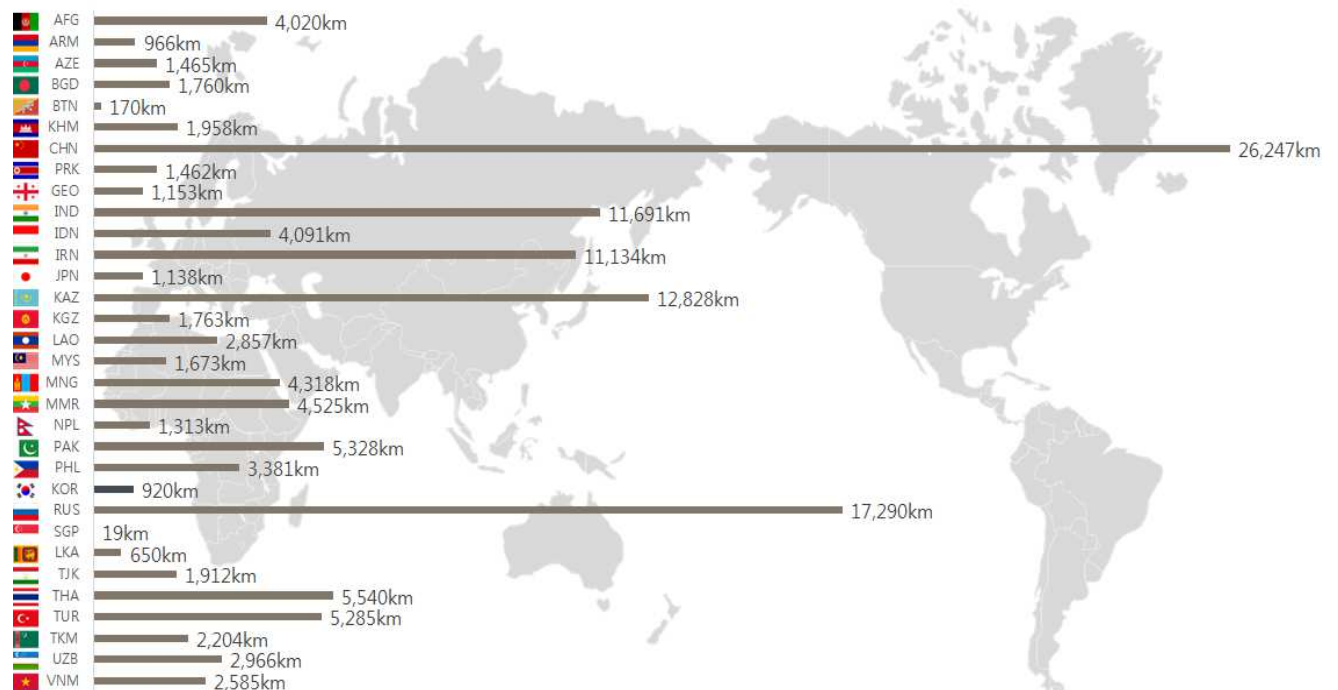 AFG 4,020km
ARM 966km
AZE 1,465km
BGD 1,760km
BTN 170km
KHM 1,958km
CHN 26,247km
PRK 1,462km
GEO 1,153km
IND 11,691km
IDN 4,091km
IRN 11,134km
JPN 1,138km
KAZ 12,828km
KGZ 1,763km
LAO 2,857km
MYS 1,673km
MNG 4,318km
MMR 4,525km
NPL 1,313km
PAK 5,328km
PHL 3,381km
KOR 920km
RUS 17,290km
SGP 19km
LKA 650km
TJK 1,912km
THA 5,540km
TUR 5,285km
TKM 2,204km
UZB 2,966km
VNM 2,585km